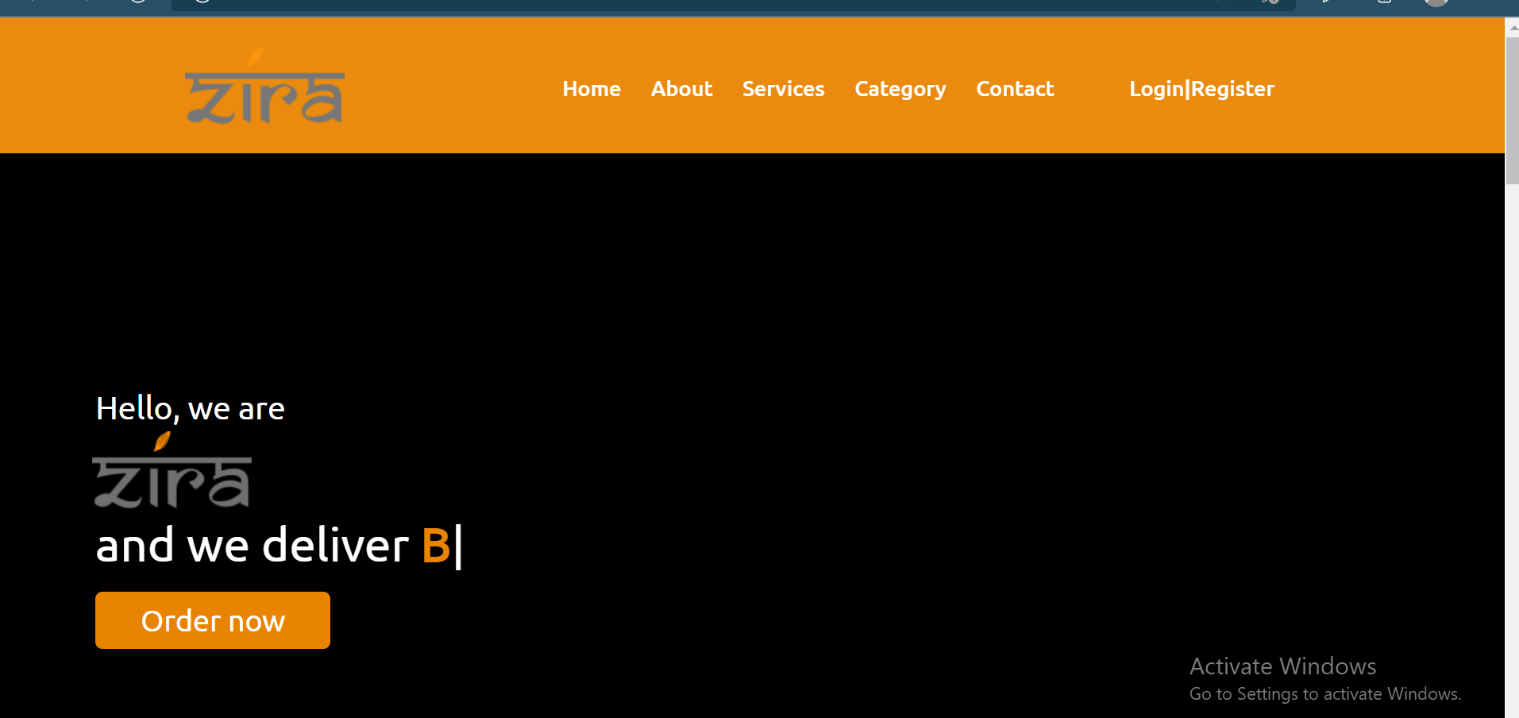 zira
Home About Services Category Contact Login|Register
Hello, we are
zira
and we deliver B|
Order now
Activate Windows
Go to Settings to activate Windows.